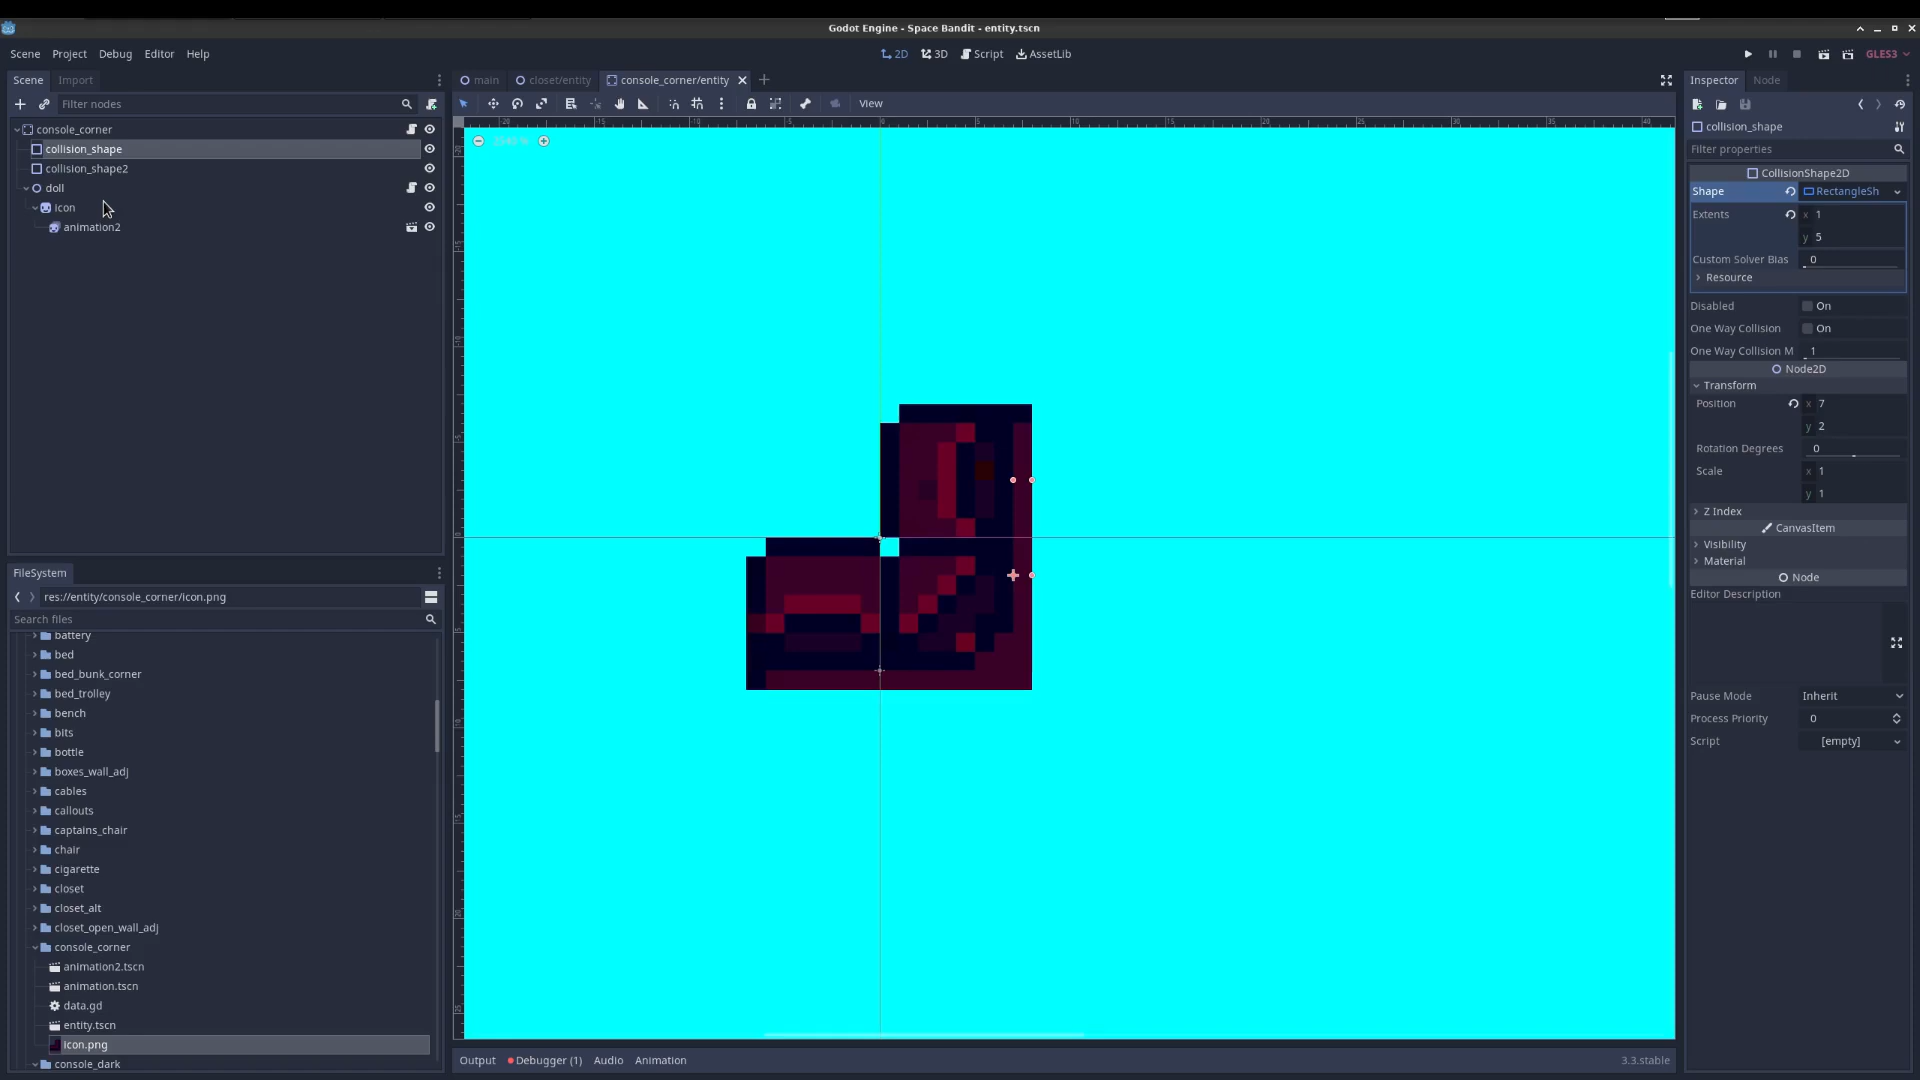 Godot Engine - Space Bandit - entity.tscn
Scene Project Debug Editor Help
2D 3D Script AssetLib
GLES3
Scene Import
Filter nodes
console_corner
collision_shape
collision_shape2
doll
icon
animation2
FileSystem
res://entity/console_corner/icon.png
Search files
battery
bed
bed_bunk_corner
bed_trolley
bench
bits
bottle
boxes_wall_adj
cables
callouts
captains_chair
chair
cigarette
closet
closet_alt
closet_open_wall_adj
console_corner
animation2.tscn
animation.tscn
data.gd
entity.tscn
icon.png
console_dark
main closet/entity console_corner/entity
View
Output Debugger (1) Audio Animation
3.3.stable
Inspector Node
collision_shape
Filter properties
CollisionShape2D
Shape RectangleSh
Extents x 1
y 5
Custom Solver Bias 0
Resource
Disabled On
One Way Collision On
One Way Collision M 1
Node2D
Transform
Position x 7
y 2
Rotation Degrees 0
Scale x 1
y 1
Z Index
CanvasItem
Visibility
Material
Node
Editor Description
Pause Mode Inherit
Process Priority 0
Script [empty]